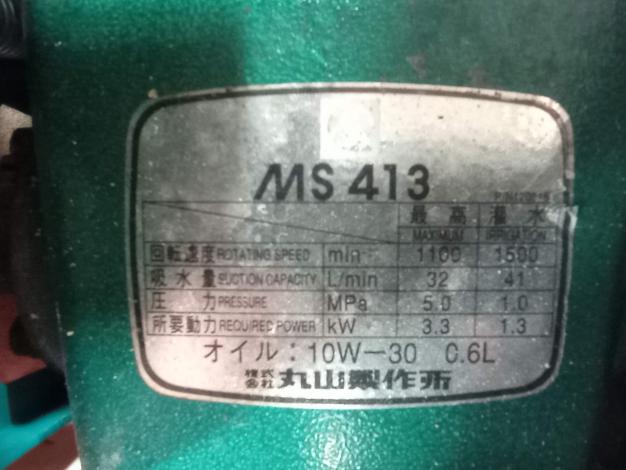 MS 413
最高 灌水
MAXIMUM IRRIGATION
回転速度 ROTATING SPEED min 1100 1500
吸水量 SUCTION CAPACITY L/min 32 41
圧力 PRESSURE MPa 5.0 1.0
所要動力 REQUIRED POWER kW 3.3 1.3
オイル：10W－30 0.6L
株式会社 丸山製作所